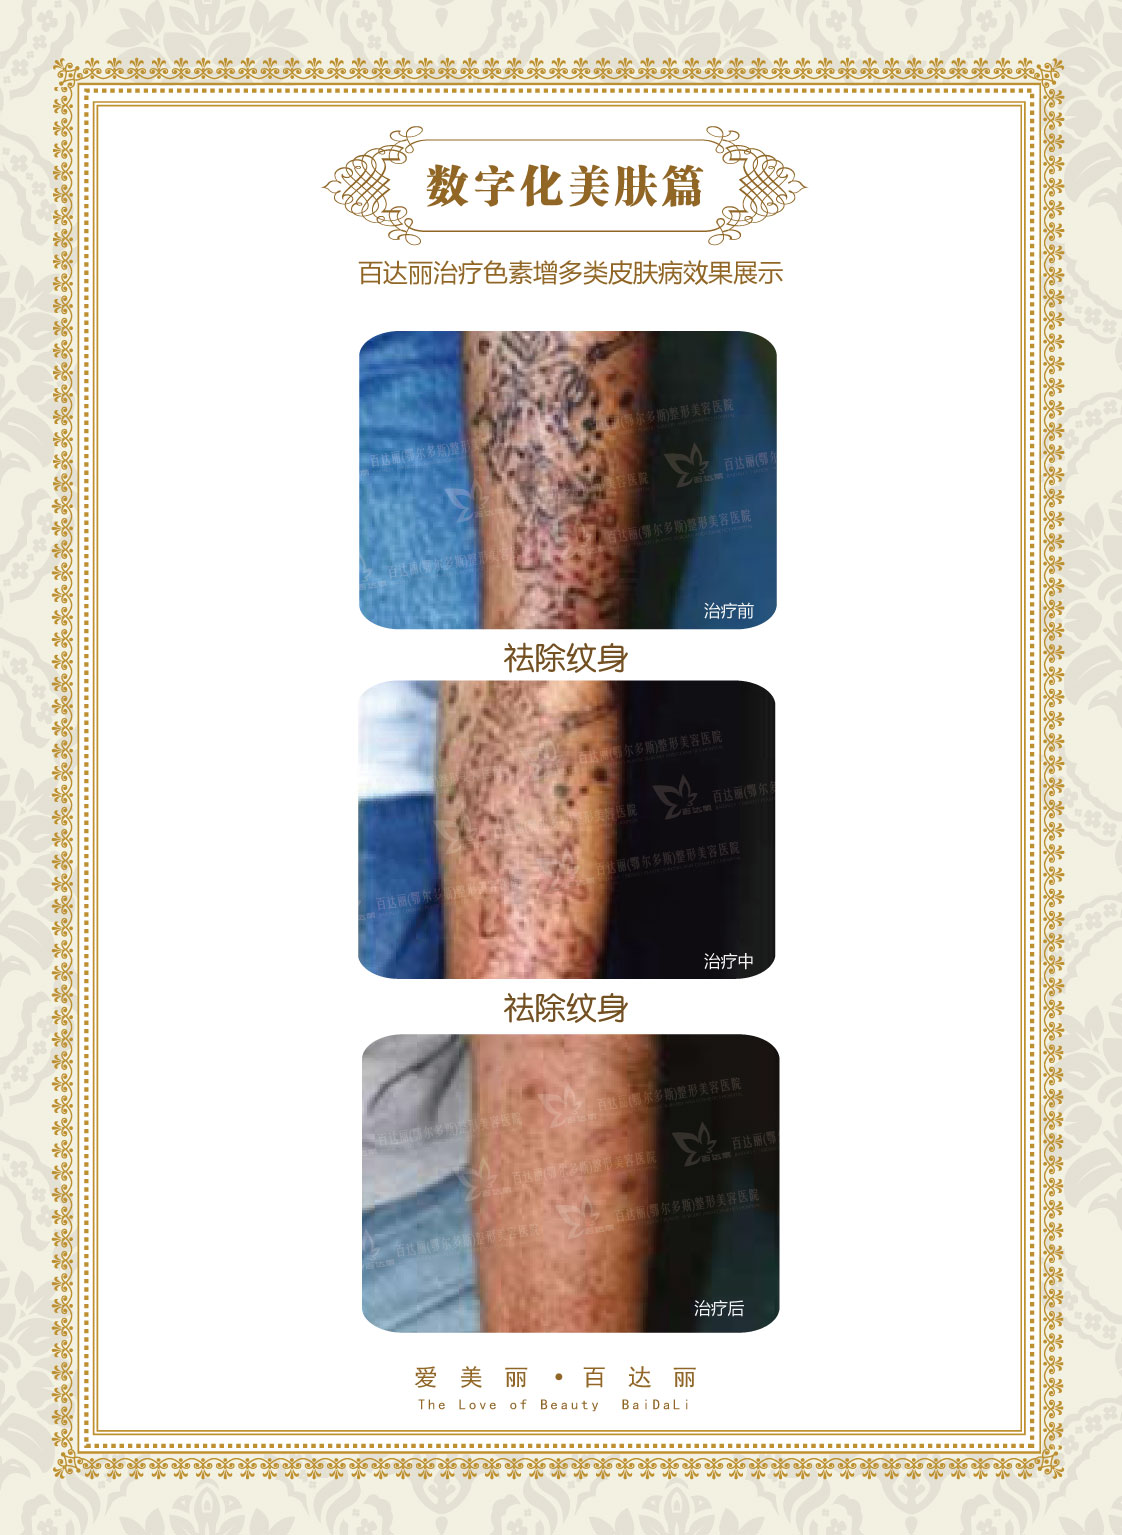 数字化美肤篇
百达丽治疗色素增多类皮肤病效果展示
百达丽(鄂尔多斯)整形美容医院
治疗前
祛除纹身
百达丽(鄂尔多斯)整形美容医院
治疗中
祛除纹身
百达丽(鄂尔多斯)整形美容医院
治疗后
爱美丽·百达丽
The Love of Beauty BaiDaLi